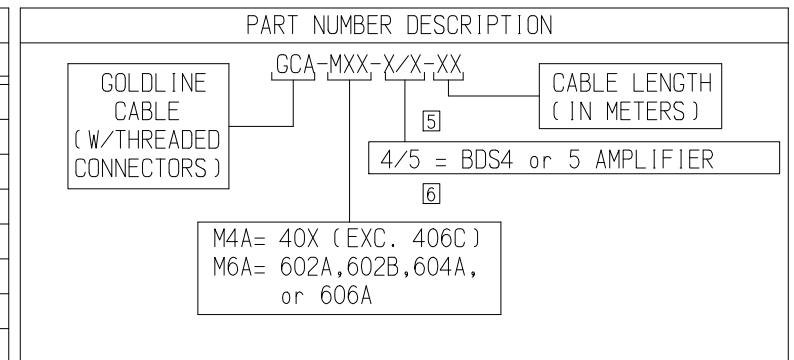 PART NUMBER DESCRIPTION
GCA-MXX-X/X-XX
GOLDLINE
CABLE
(W/THREADED
CONNECTORS)
CABLE LENGTH
(IN METERS)
5
4/5 = BDS4 or 5 AMPLIFIER
6
M4A= 40X (EXC. 406C)
M6A= 602A,602B,604A,
or 606A